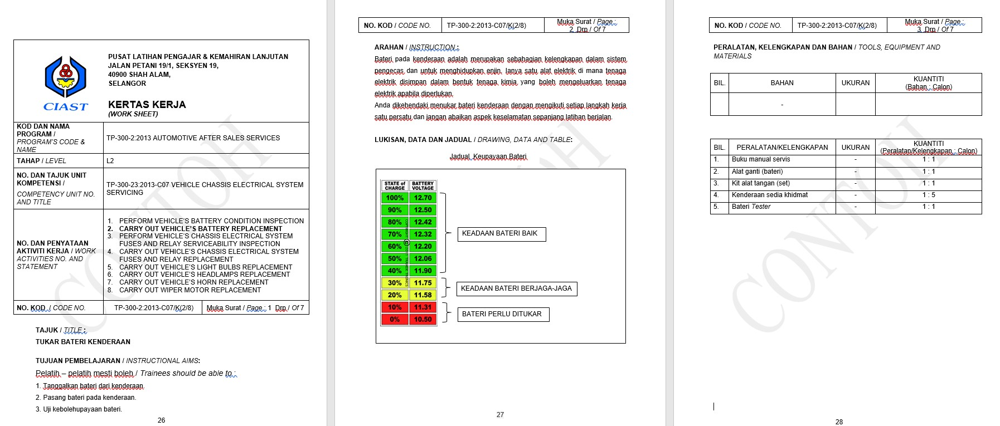 CIAST
PUSAT LATIHAN PENGAJAR & KEMAHIRAN LANJUTAN
JALAN PETANI 19/1, SEKSYEN 19,
40900 SHAH ALAM,
SELANGOR
KERTAS KERJA
(WORK SHEET)
KOD DAN NAMA
PROGRAM /
PROGRAM'S CODE &
NAME
TP-300-2:2013 AUTOMOTIVE AFTER SALES SERVICES
TAHAP / LEVEL
L2
NO. DAN TAJUK UNIT
KOMPETENSI /
COMPETENCY UNIT NO.
AND TITLE
TP-300-23:2013-C07 VEHICLE CHASSIS ELECTRICAL SYSTEM
SERVICING
NO. DAN PENYATAAN
AKTIVITI KERJA / WORK
ACTIVITIES NO. AND
STATEMENT
1. PERFORM VEHICLE'S BATTERY CONDITION INSPECTION
2. CARRY OUT VEHICLE'S BATTERY REPLACEMENT
3. PERFORM VEHICLE'S CHASSIS ELECTRICAL SYSTEM
FUSES AND RELAY SERVICEABILITY INSPECTION
4. CARRY OUT VEHICLE'S CHASSIS ELECTRICAL SYSTEM
FUSES AND RELAY REPLACEMENT
5. CARRY OUT VEHICLE'S LIGHT BULBS REPLACEMENT
6. CARRY OUT VEHICLE'S HEADLAMPS REPLACEMENT
7. CARRY OUT VEHICLE'S HORN REPLACEMENT
8. CARRY OUT WIPER MOTOR REPLACEMENT
NO. KOD / CODE NO.
TP-300-2:2013-C07/K(2/8)
Muka Surat / Page : 1 Drp / Of 7
TAJUK / TITLE :
TUKAR BATERI KENDERAAN
TUJUAN PEMBELAJARAN / INSTRUCTIONAL AIMS:
Pelatih – pelatih mesti boleh / Trainees should be able to :
1. Tanggalkan bateri dari kenderaan.
2. Pasang bateri pada kenderaan.
3. Uji kebolehupayaan bateri.
26
CONTOH
NO. KOD / CODE NO.
TP-300-2:2013-C07/K(2/8)
Muka Surat / Page :
2 Drp / Of 7
ARAHAN / INSTRUCTION :
Bateri pada kenderaan adalah merupakan sebahagian kelengkapan dalam sistem
pengecas dan untuk menghidupkan enjin. Ianya satu alat elektrik di mana tenaga
elektrik disimpan dalam bentuk tenaga kimia yang boleh mengeluarkan tenaga
elektrik apabila diperlukan.
Anda dikehendaki menukar bateri kenderaan dengan mengikuti setiap langkah kerja
satu persatu dan jangan abaikan aspek keselamatan sepanjang latihan berjalan.
LUKISAN, DATA DAN JADUAL / DRAWING, DATA AND TABLE:
Jadual Keupayaan Bateri
STATE of CHARGE BATTERY VOLTAGE
100% 12.70
90% 12.50
80% 12.42
70% 12.32
60% 12.20
50% 12.06
40% 11.90
30% 11.75
20% 11.58
10% 11.31
0% 10.50
KEADAAN BATERI BAIK
KEADAAN BATERI BERJAGA-JAGA
BATERI PERLU DITUKAR
27
NO. KOD / CODE NO.
TP-300-2:2013-C07/K(2/8)
Muka Surat / Page :
3 Drp / Of 7
PERALATAN, KELENGKAPAN DAN BAHAN / TOOLS, EQUIPMENT AND
MATERIALS
BIL. BAHAN UKURAN KUANTITI
(Bahan : Calon)
-
BIL. PERALATAN/KELENGKAPAN UKURAN KUANTITI
(Peralatan/Kelengkapan : Calon)
1. Buku manual servis - 1 : 1
2. Alat ganti (bateri) - 1 : 1
3. Kit alat tangan (set) - 1 : 1
4. Kenderaan sedia khidmat - 1 : 5
5. Bateri Tester - 1 : 1
CONTOH
28